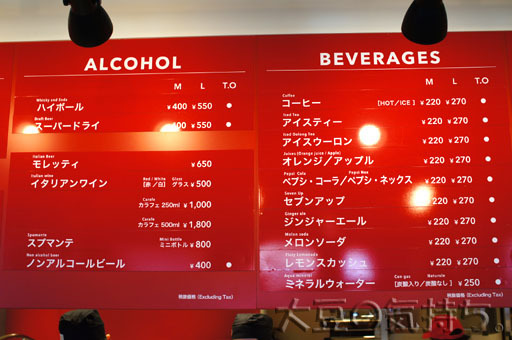 ALCOHOL
M L T.O
Whisky and Soda
ハイボール ¥400 ¥550 ●
Draft Beer
スーパードライ ¥400 ¥550 ●
Italian Beer
モレッティ ¥650
Italian wine
イタリアンワイン
Red / White Glass
[赤／白] グラス ¥500
Carafe
カラフェ 250ml ¥1,000
Carafe
カラフェ 500ml ¥1,800
Spumante Mini Bottle
スプマンテ ミニボトル ¥800
Non alcohol beer
ノンアルコールビール ¥400 ●
税抜価格 (Excluding Tax)
BEVERAGES
M L T.O
Coffee
コーヒー [HOT/ICE] ¥220 ¥270 ●
Iced Tea
アイスティー ¥220 ¥270 ●
Iced Oolong Tea
アイスウーロン ¥220 ¥270 ●
Juices (Orange juice / Apple)
オレンジ／アップル ¥220 ¥270 ●
Pepsi Cola Pepsi Nex
ペプシ・コーラ／ペプシ・ネックス ¥220 ¥270 ●
Seven Up
セブンアップ ¥220 ¥270 ●
Ginger ale
ジンジャーエール ¥220 ¥270 ●
Melon soda
メロンソーダ ¥220 ¥270 ●
レモンスカッシュ ¥220 ¥270 ●
Con gas Naturale
ミネラルウォーター [炭酸入り／炭酸なし] ¥250 ●
税抜価格 (Excluding Tax)
大豆の気持ち。